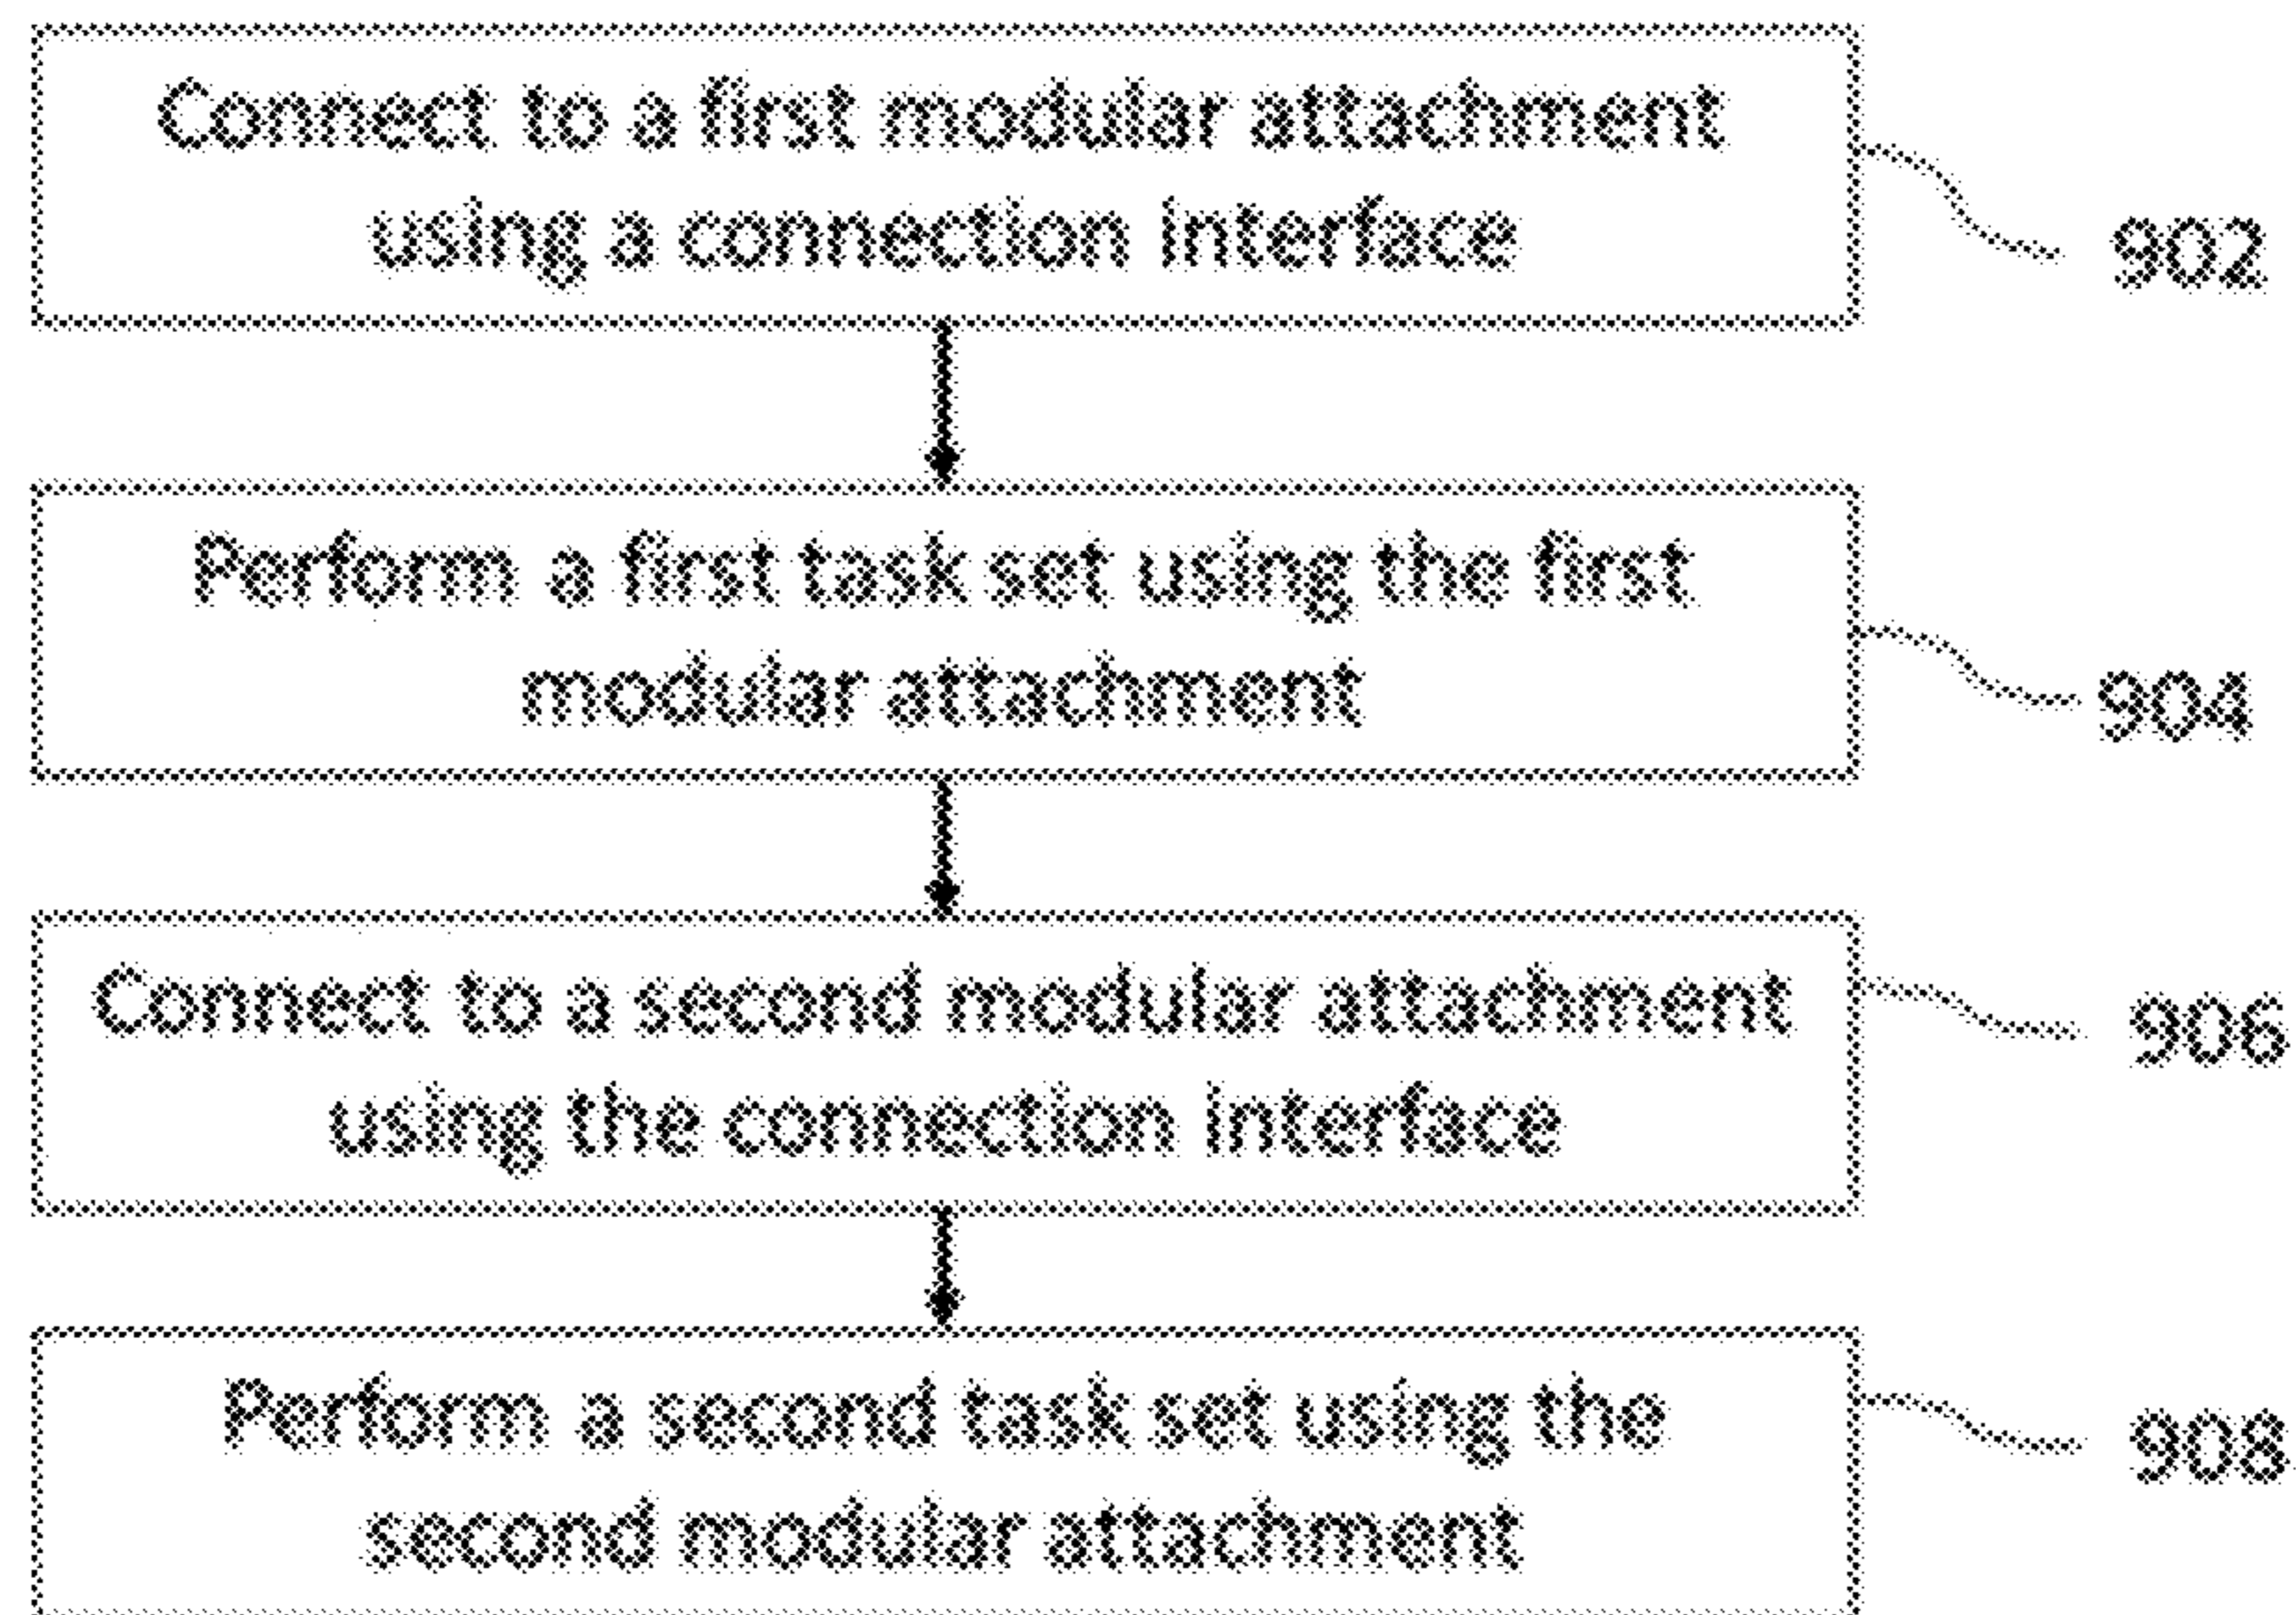 Connect to a first modular attachment
using a connection interface
902
Perform a first task set using the first
modular attachment
904
Connect to a second modular attachment
using the connection interface
906
Perform a second task set using the
second modular attachment
908